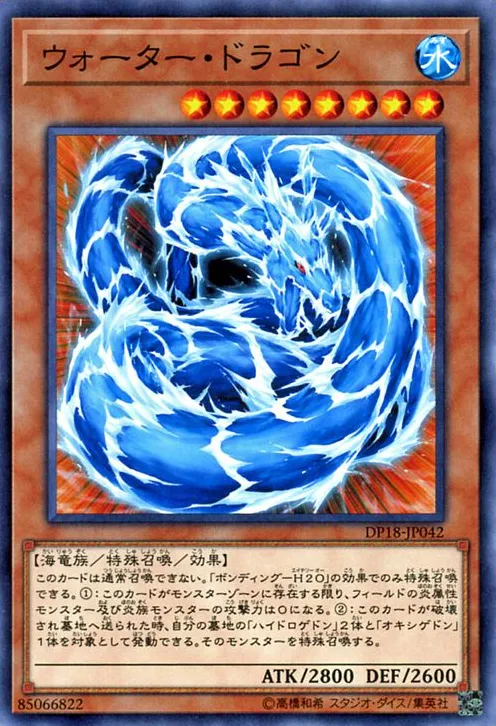 ウォーター・ドラゴン
水
DP18-JP042
【海竜族／特殊召喚／効果】
このカードは通常召喚できない。「ボンディング－H2O」の効果でのみ特殊召喚
できる。①：このカードがモンスターゾーンに存在する限り、フィールドの炎属性
モンスター及び炎族モンスターの攻撃力は0になる。②：このカードが破壊
され墓地へ送られた時、自分の墓地の「ハイドロゲドン」2体と「オキシゲドン」
1体を対象として発動できる。そのモンスターを特殊召喚する。
ATK/2800 DEF/2600
85066822
©高橋和希 スタジオ・ダイス/集英社